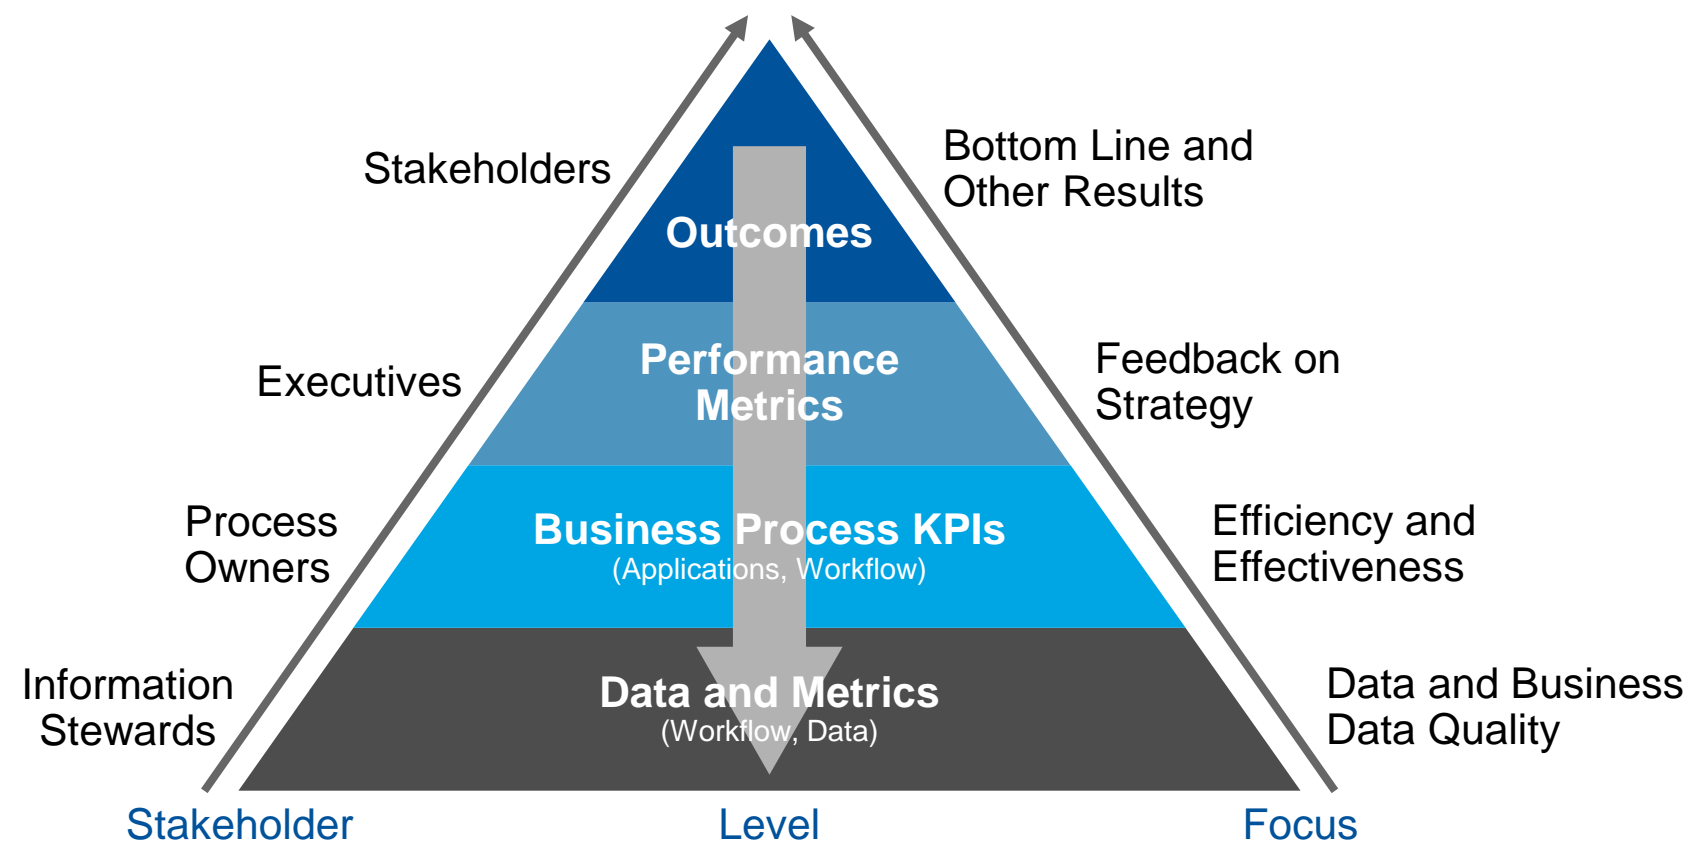 Stakeholders
Outcomes
Bottom Line and
Other Results
Executives
Performance
Metrics
Feedback on
Strategy
Process
Owners
Business Process KPIs
(Applications, Workflow)
Efficiency and
Effectiveness
Information
Stewards
Data and Metrics
(Workflow, Data)
Data and Business
Data Quality
Stakeholder
Level
Focus